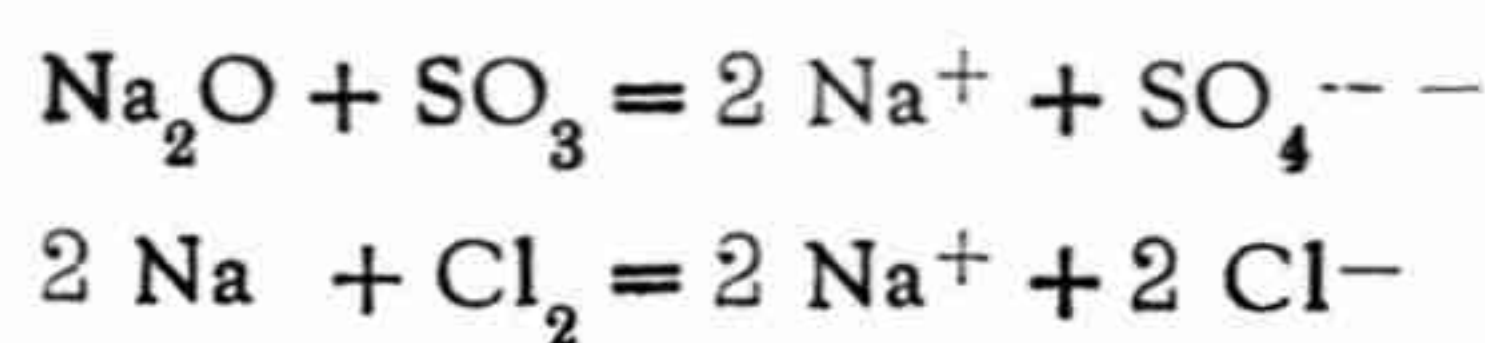 Na₂O + SO₃ = 2 Na⁺ + SO₄⁻ ⁻
2 Na + Cl₂ = 2 Na⁺ + 2 Cl⁻